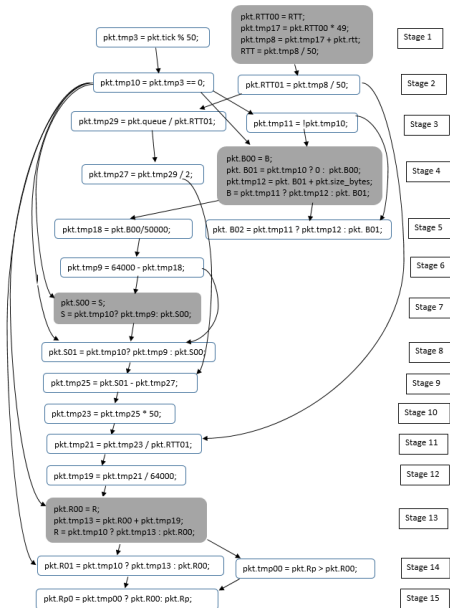 pkt.RTT00 = RTT;
pkt.tmp17 = pkt.RTT00 * 49;
pkt.tmp8 = pkt.tmp17 + pkt.rtt;
RTT = pkt.tmp8 / 50;
pkt.tmp3 = pkt.tick % 50;
Stage 1
pkt.tmp10 = pkt.tmp3 == 0;
pkt.RTT01 = pkt.tmp8 / 50;
Stage 2
pkt.tmp29 = pkt.queue / pkt.RTT01;
pkt.tmp11 = !pkt.tmp10;
Stage 3
pkt.tmp27 = pkt.tmp29 / 2;
pkt.B00 = B;
pkt. B01 = pkt.tmp10 ? 0 : pkt.B00;
pkt.tmp12 = pkt. B01 + pkt.size_bytes;
B = pkt.tmp11 ? pkt.tmp12 : pkt. B01;
Stage 4
pkt.tmp18 = pkt.B00/50000;
pkt. B02 = pkt.tmp11 ? pkt.tmp12 : pkt. B01;
Stage 5
pkt.tmp9 = 64000 - pkt.tmp18;
Stage 6
pkt.S00 = S;
S = pkt.tmp10? pkt.tmp9: pkt.S00;
Stage 7
pkt.S01 = pkt.tmp10? pkt.tmp9 : pkt.S00;
Stage 8
pkt.tmp25 = pkt.S01 - pkt.tmp27;
Stage 9
pkt.tmp23 = pkt.tmp25 * 50;
Stage 10
pkt.tmp21 = pkt.tmp23 / pkt.RTT01;
Stage 11
pkt.tmp19 = pkt.tmp21 / 64000;
Stage 12
pkt.R00 = R;
pkt.tmp13 = pkt.R00 + pkt.tmp19;
R = pkt.tmp10 ? pkt.tmp13 : pkt.R00;
Stage 13
pkt.R01 = pkt.tmp10 ? pkt.tmp13 : pkt.R00;
pkt.tmp00 = pkt.Rp > pkt.R00;
Stage 14
pkt.Rp0 = pkt.tmp00 ? pkt.R00: pkt.Rp;
Stage 15